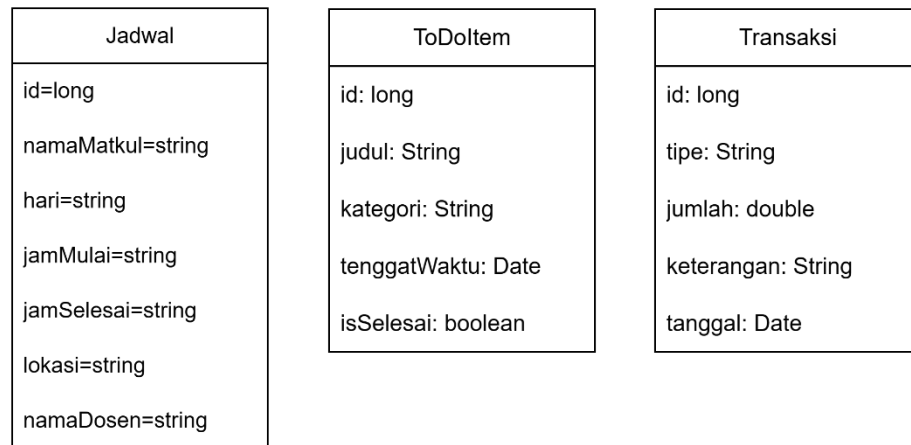 Jadwal
id=long
namaMatkul=string
hari=string
jamMulai=string
jamSelesai=string
lokasi=string
namaDosen=string
ToDoItem
id: long
judul: String
kategori: String
tenggatWaktu: Date
isSelesai: boolean
Transaksi
id: long
tipe: String
jumlah: double
keterangan: String
tanggal: Date